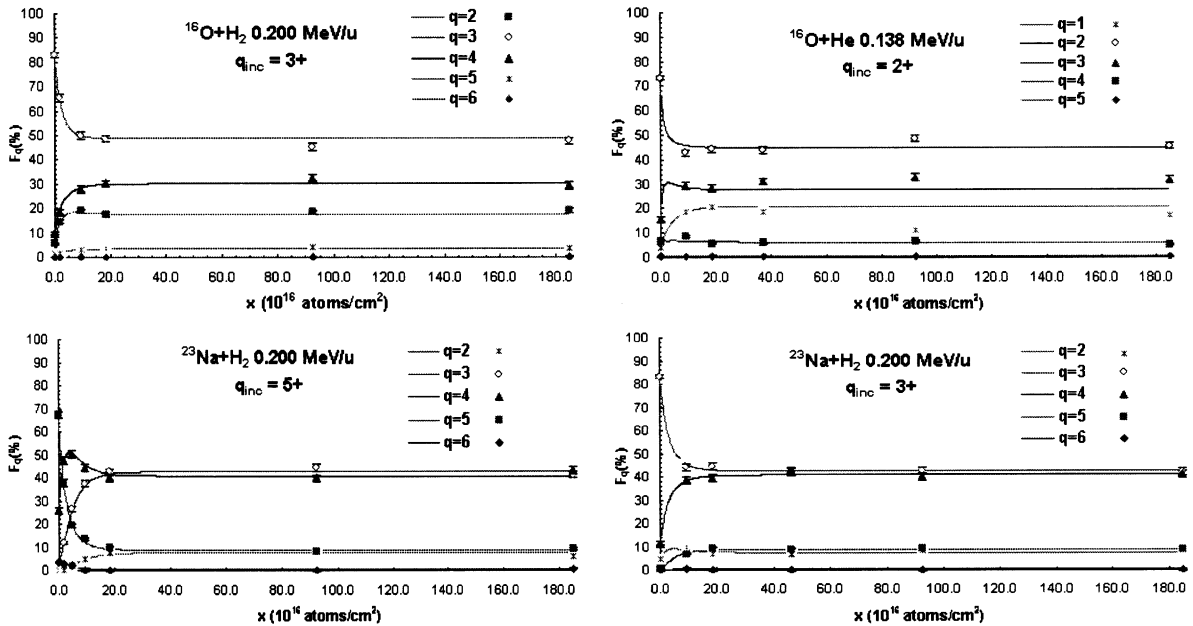 ¹⁶O+H₂ 0.200 MeV/u
q_inc = 3+
q=2
q=3
q=4
q=5
q=6
F_q(%)
100
90
80
70
60
50
40
30
20
10
0
0.0 20.0 40.0 60.0 80.0 100.0 120.0 140.0 160.0 180.0
x (10¹⁶ atoms/cm²)
¹⁶O+He 0.138 MeV/u
q_inc = 2+
q=1
q=2
q=3
q=4
q=5
F_q(%)
100
90
80
70
60
50
40
30
20
10
0
0.0 20.0 40.0 60.0 80.0 100.0 120.0 140.0 160.0 180.0
x (10¹⁶ atoms/cm²)
²³Na+H₂ 0.200 MeV/u
q_inc = 5+
q=2
q=3
q=4
q=5
q=6
F_q(%)
100
90
80
70
60
50
40
30
20
10
0
0.0 20.0 40.0 60.0 80.0 100.0 120.0 140.0 160.0 180.0
x (10¹⁶ atoms/cm²)
²³Na+H₂ 0.200 MeV/u
q_inc = 3+
q=2
q=3
q=4
q=5
q=6
F_q(%)
100
90
80
70
60
50
40
30
20
10
0
0.0 20.0 40.0 60.0 80.0 100.0 120.0 140.0 160.0 180.0
x (10¹⁶ atoms/cm²)